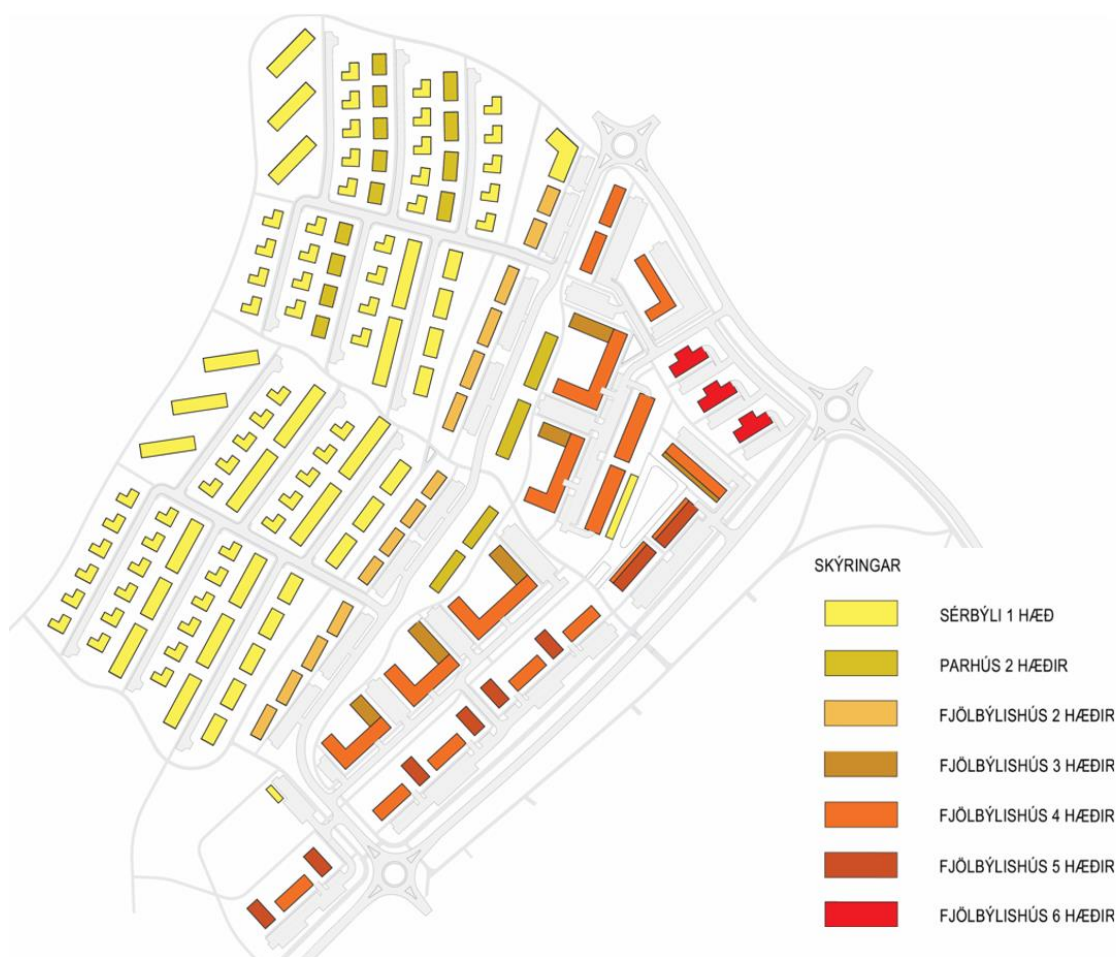 SKÝRINGAR
SÉRBÝLI 1 HÆÐ
PARHÚS 2 HÆÐIR
FJÖLBÝLISHÚS 2 HÆÐIR
FJÖLBÝLISHÚS 3 HÆÐIR
FJÖLBÝLISHÚS 4 HÆÐIR
FJÖLBÝLISHÚS 5 HÆÐIR
FJÖLBÝLISHÚS 6 HÆÐIR